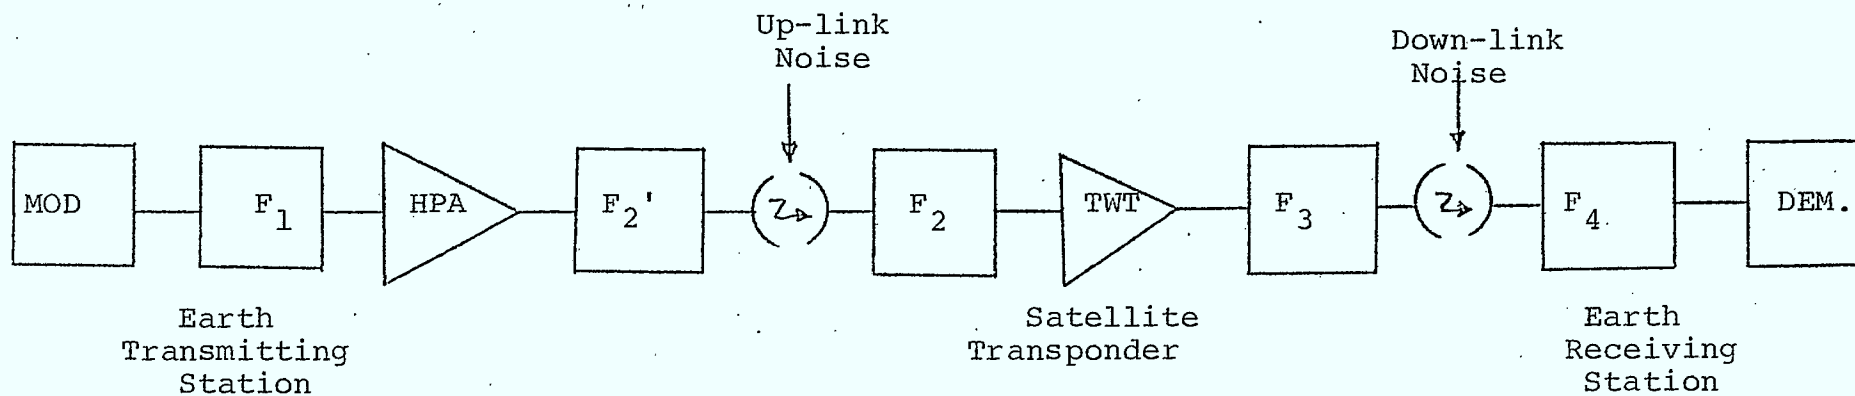 Up-link
Noise
Down-link
Noise
MOD
F1
HPA
F2'
F2
TWT
F3
F4
DEM.
Earth
Transmitting
Station
Satellite
Transponder
Earth
Receiving
Station